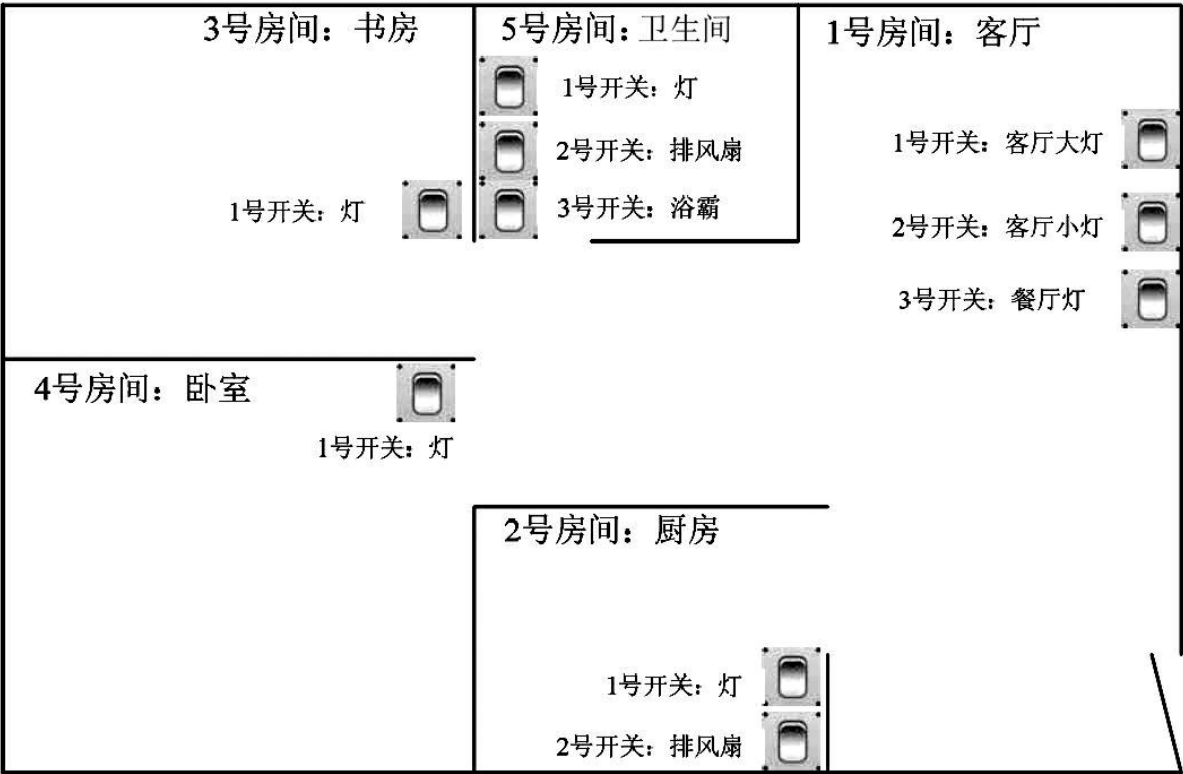 3号房间：书房
1号开关：灯
5号房间：卫生间
1号开关：灯
2号开关：排风扇
3号开关：浴霸
1号房间：客厅
1号开关：客厅大灯
2号开关：客厅小灯
3号开关：餐厅灯
4号房间：卧室
1号开关：灯
2号房间：厨房
1号开关：灯
2号开关：排风扇